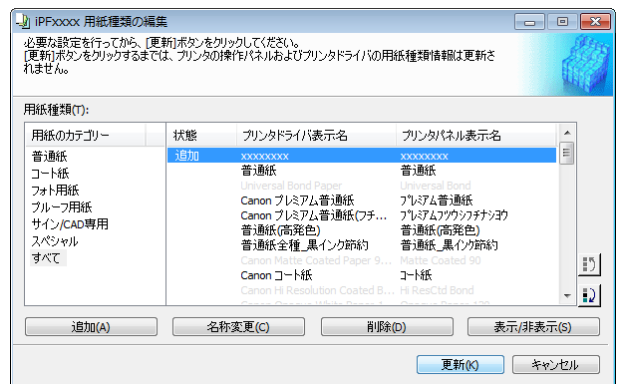 iPFxxxx 用紙種類の編集
必要な設定を行ってから、[更新]ボタンをクリックしてください。
[更新]ボタンをクリックするまでは、プリンタの操作パネルおよびプリンタドライバの用紙種類情報は更新さ
れません。
用紙種類(T):
用紙のカテゴリー 状態 プリンタドライバ表示名 プリンタパネル表示名
普通紙 追加 xxxxxxxx xxxxxxxx
コート紙 普通紙 普通紙
フォト用紙 Universal Bond Paper Universal Bond
プルーフ用紙 Canon プレミアム普通紙 プレミアム普通紙
サイン/CAD専用 Canon プレミアム普通紙(フチ... プレミアムフツウシフチナシヨウ
スペシャル 普通紙(高発色) 普通紙(高発色)
すべて 普通紙全種_黒インク節約 普通紙_黒インク節約
Canon Matte Coated Paper 9... Matte Coated 90
Canon コート紙 コート紙
Canon Hi Resolution Coated B... Hi ResCtd Bond
追加(A) 名称変更(C) 削除(D) 表示/非表示(S)
更新(K) キャンセル